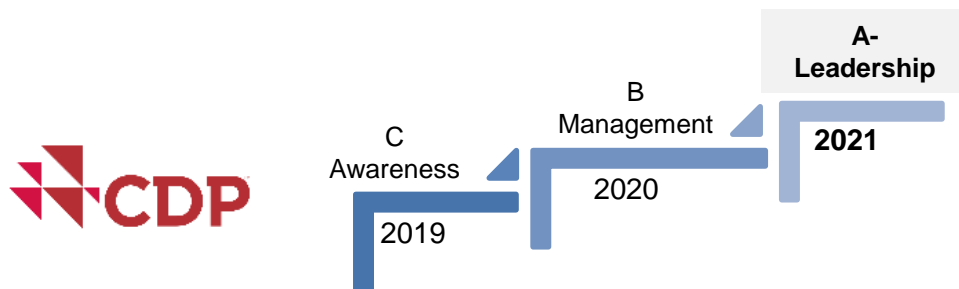 CDP
C
Awareness
2019
B
Management
2020
A-
Leadership
2021